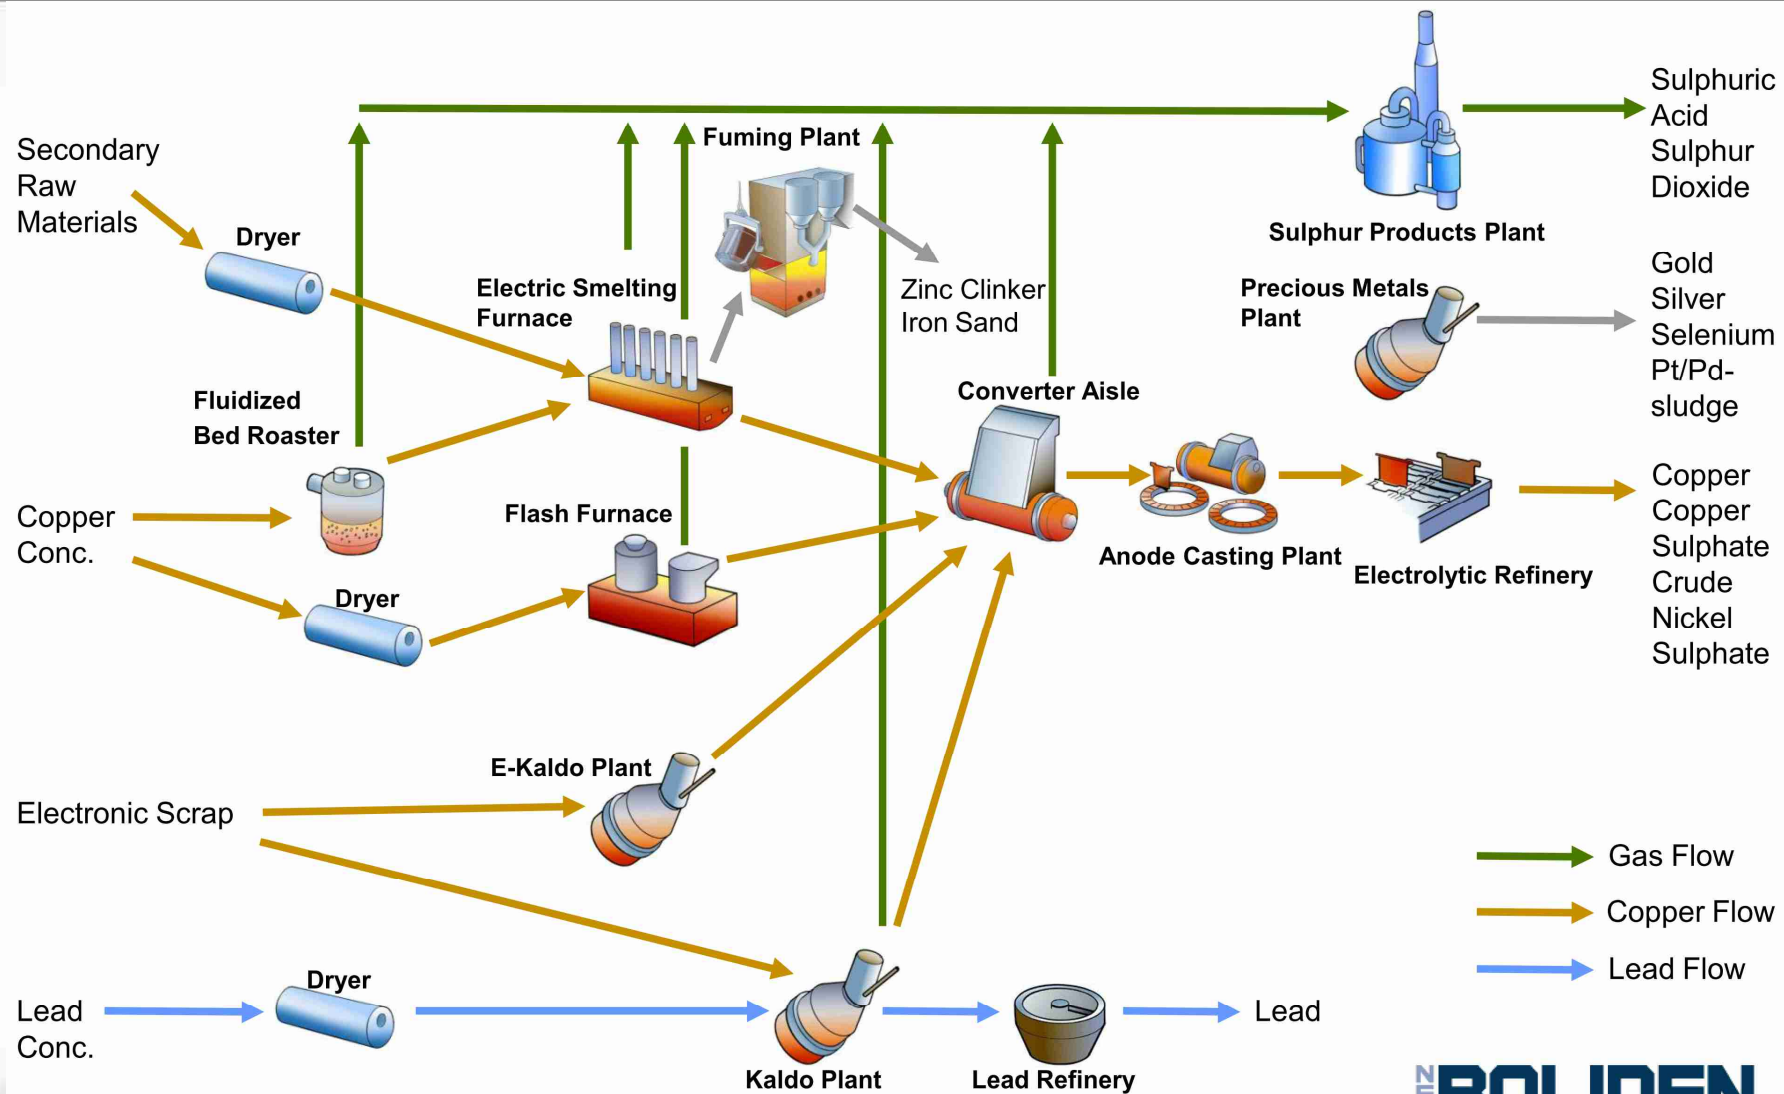 Sulphuric
Acid
Sulphur
Dioxide
Fuming Plant
Secondary
Raw
Materials
Dryer
Sulphur Products Plant
Electric Smelting
Furnace
Zinc Clinker
Iron Sand
Precious Metals
Plant
Gold
Silver
Selenium
Pt/Pd-
sludge
Fluidized
Bed Roaster
Converter Aisle
Copper
Conc.
Flash Furnace
Anode Casting Plant
Electrolytic Refinery
Copper
Copper
Sulphate
Crude
Nickel
Sulphate
Dryer
E-Kaldo Plant
Electronic Scrap
Gas Flow
Copper Flow
Lead Flow
Dryer
Lead
Conc.
Lead
Kaldo Plant
Lead Refinery
BOLIDEN